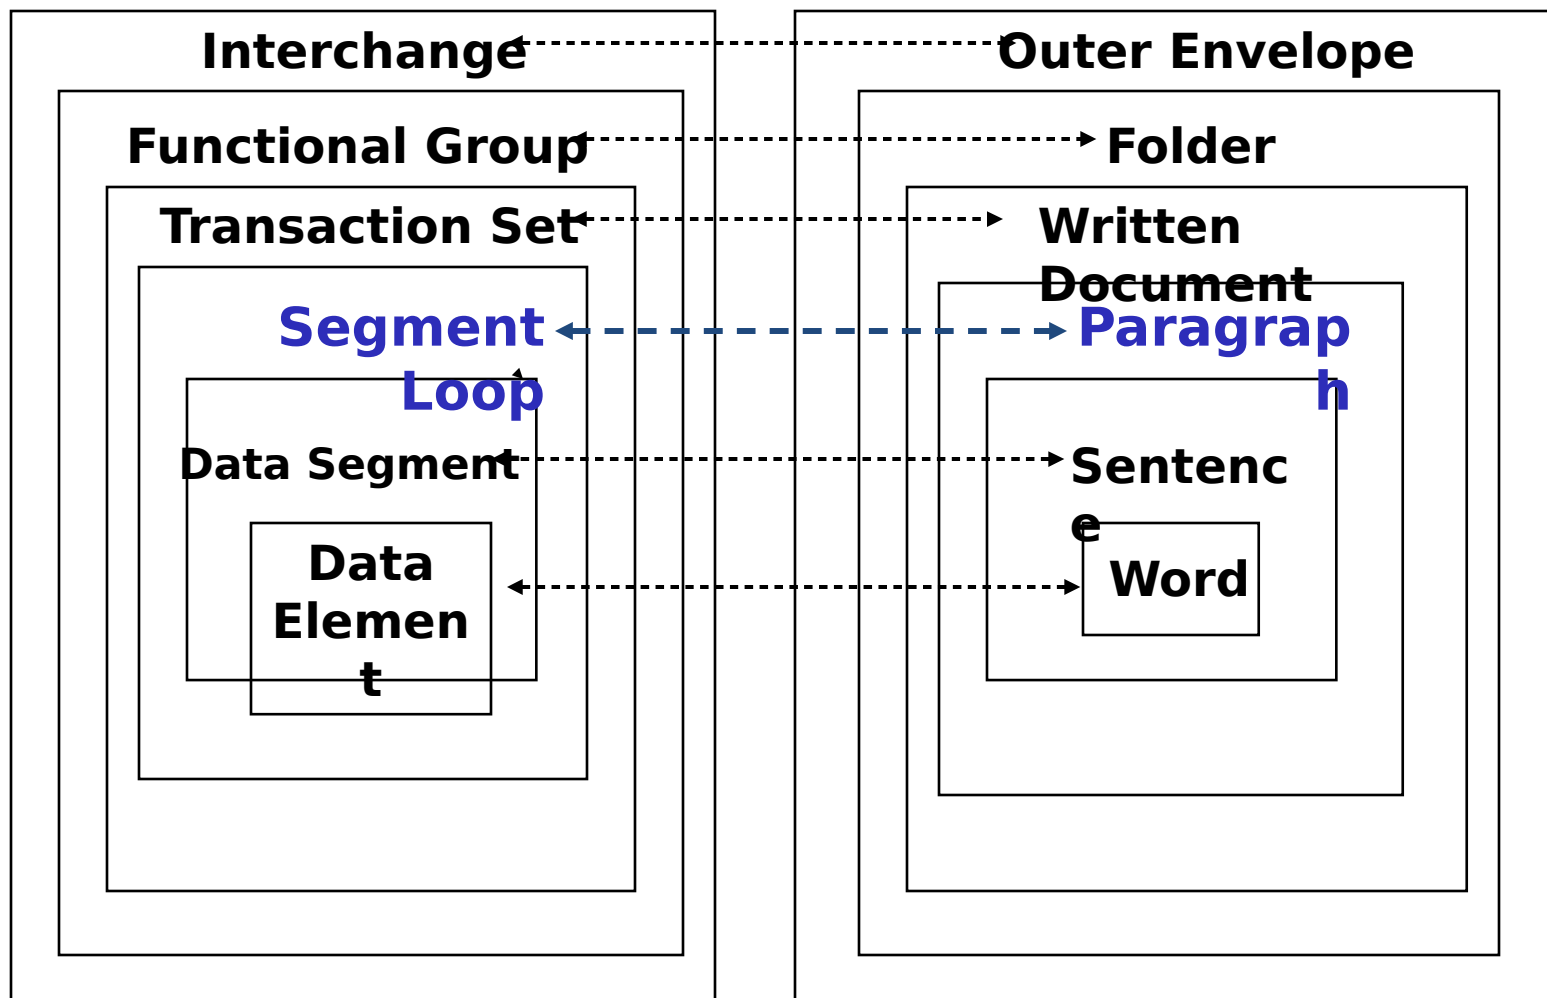 Interchange
Outer Envelope
Functional Group
Folder
Transaction Set
Written
Document
Segment
Loop
Paragrap
h
Data Segment
Sentenc
e
Data
Elemen
t
Word